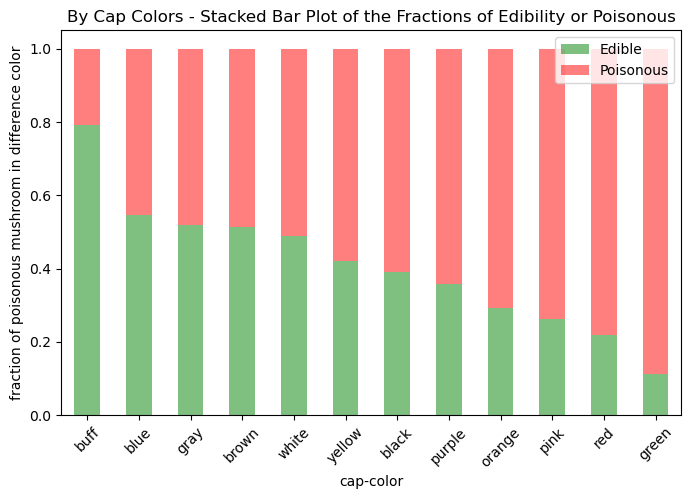 By Cap Colors - Stacked Bar Plot of the Fractions of Edibility or Poisonous
Edible
Poisonous
fraction of poisonous mushroom in difference color
1.0
0.8
0.6
0.4
0.2
0.0
buff
blue
gray
brown
white
yellow
black
purple
orange
pink
red
green
cap-color